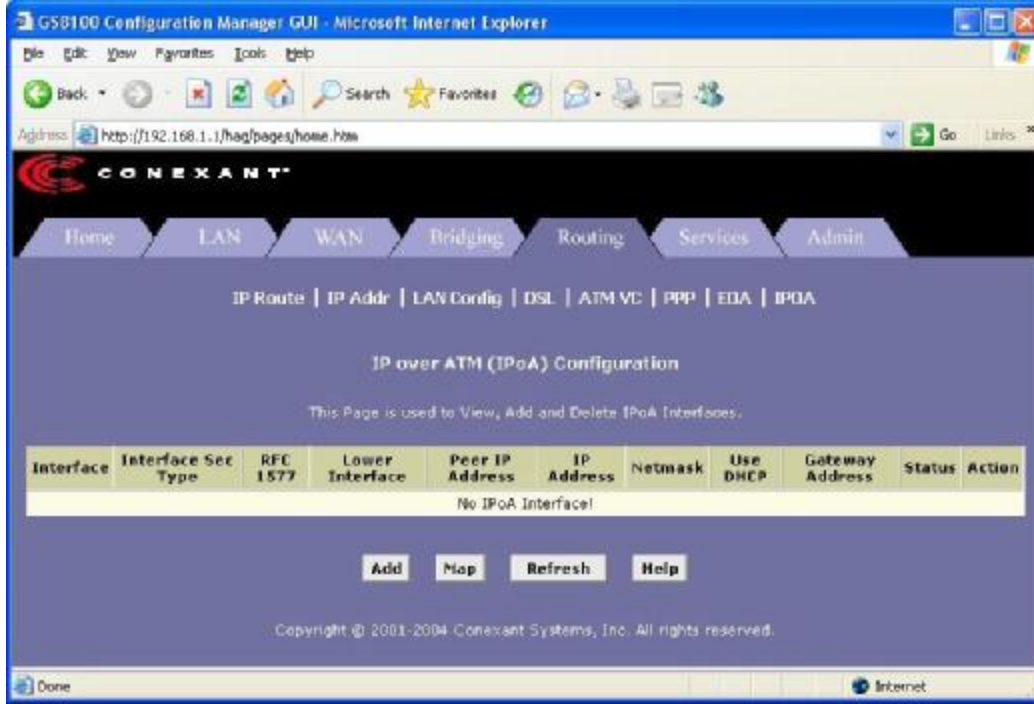 GS8100 Configuration Manager GUI - Microsoft Internet Explorer
File Edit View Favorites Tools Help
Back Search Favorites
Address http://192.168.1.1/hag/pages/home.htm Go Links »
CONEXANT
Home LAN WAN Bridging Routing Services Admin
IP Route | IP Addr | LAN Config | DSL | ATM VC | PPP | EOA | IPOA
IP over ATM (IPoA) Configuration
This Page is used to View, Add and Delete IPoA Interfaces.
Interface Interface Sec Type RFC 1577 Lower Interface Peer IP Address IP Address Netmask Use DHCP Gateway Address Status Action
No IPoA Interface!
Add Map Refresh Help
Copyright © 2001-2004 Conexant Systems, Inc. All rights reserved.
Done Internet